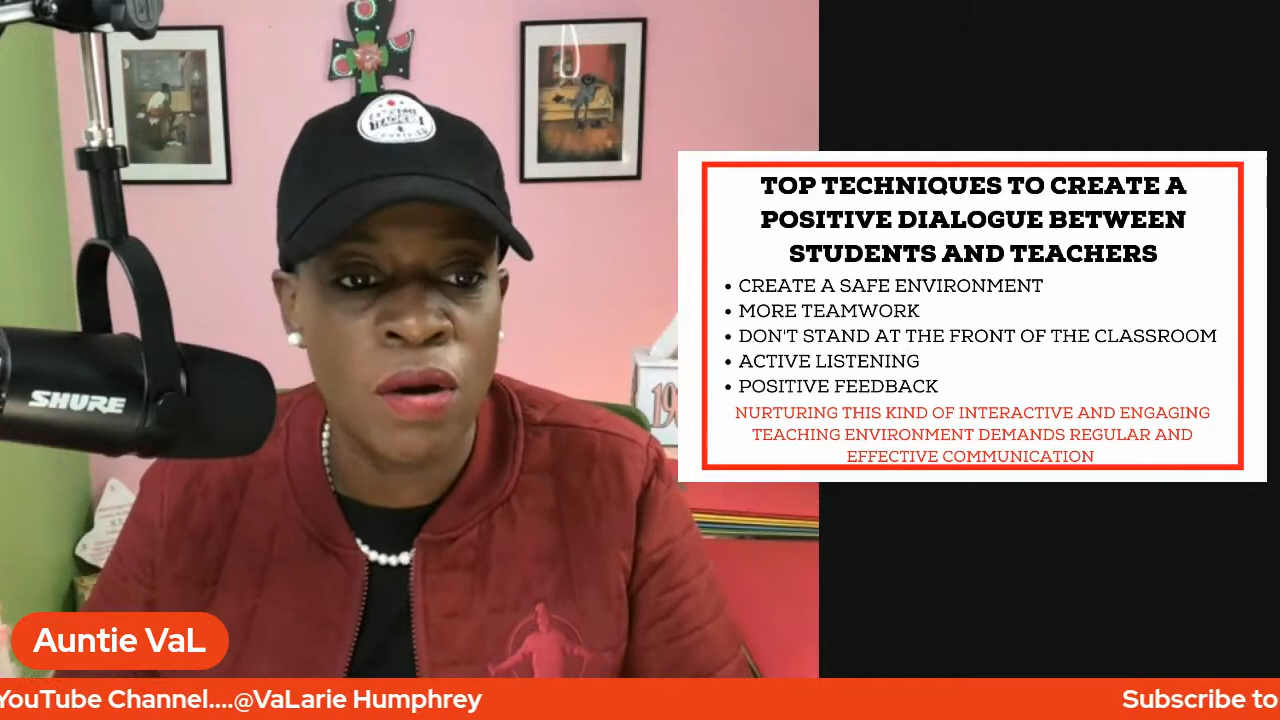 TEACHERS
SHURE
TOP TECHNIQUES TO CREATE A
POSITIVE DIALOGUE BETWEEN
STUDENTS AND TEACHERS
• CREATE A SAFE ENVIRONMENT
• MORE TEAMWORK
• DON'T STAND AT THE FRONT OF THE CLASSROOM
• ACTIVE LISTENING
• POSITIVE FEEDBACK
NURTURING THIS KIND OF INTERACTIVE AND ENGAGING
TEACHING ENVIRONMENT DEMANDS REGULAR AND
EFFECTIVE COMMUNICATION
Auntie VaL
YouTube Channel....@VaLarie Humphrey
Subscribe to